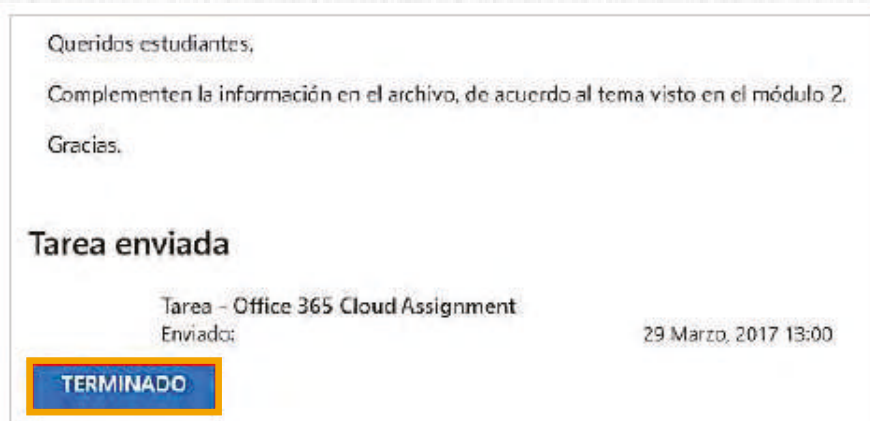 Queridos estudiantes,
Complementen la información en el archivo, de acuerdo al tema visto en el módulo 2.
Gracias.
Tarea enviada
Tarea - Office 365 Cloud Assignment
Enviado: 29 Marzo, 2017 13:00
TERMINADO